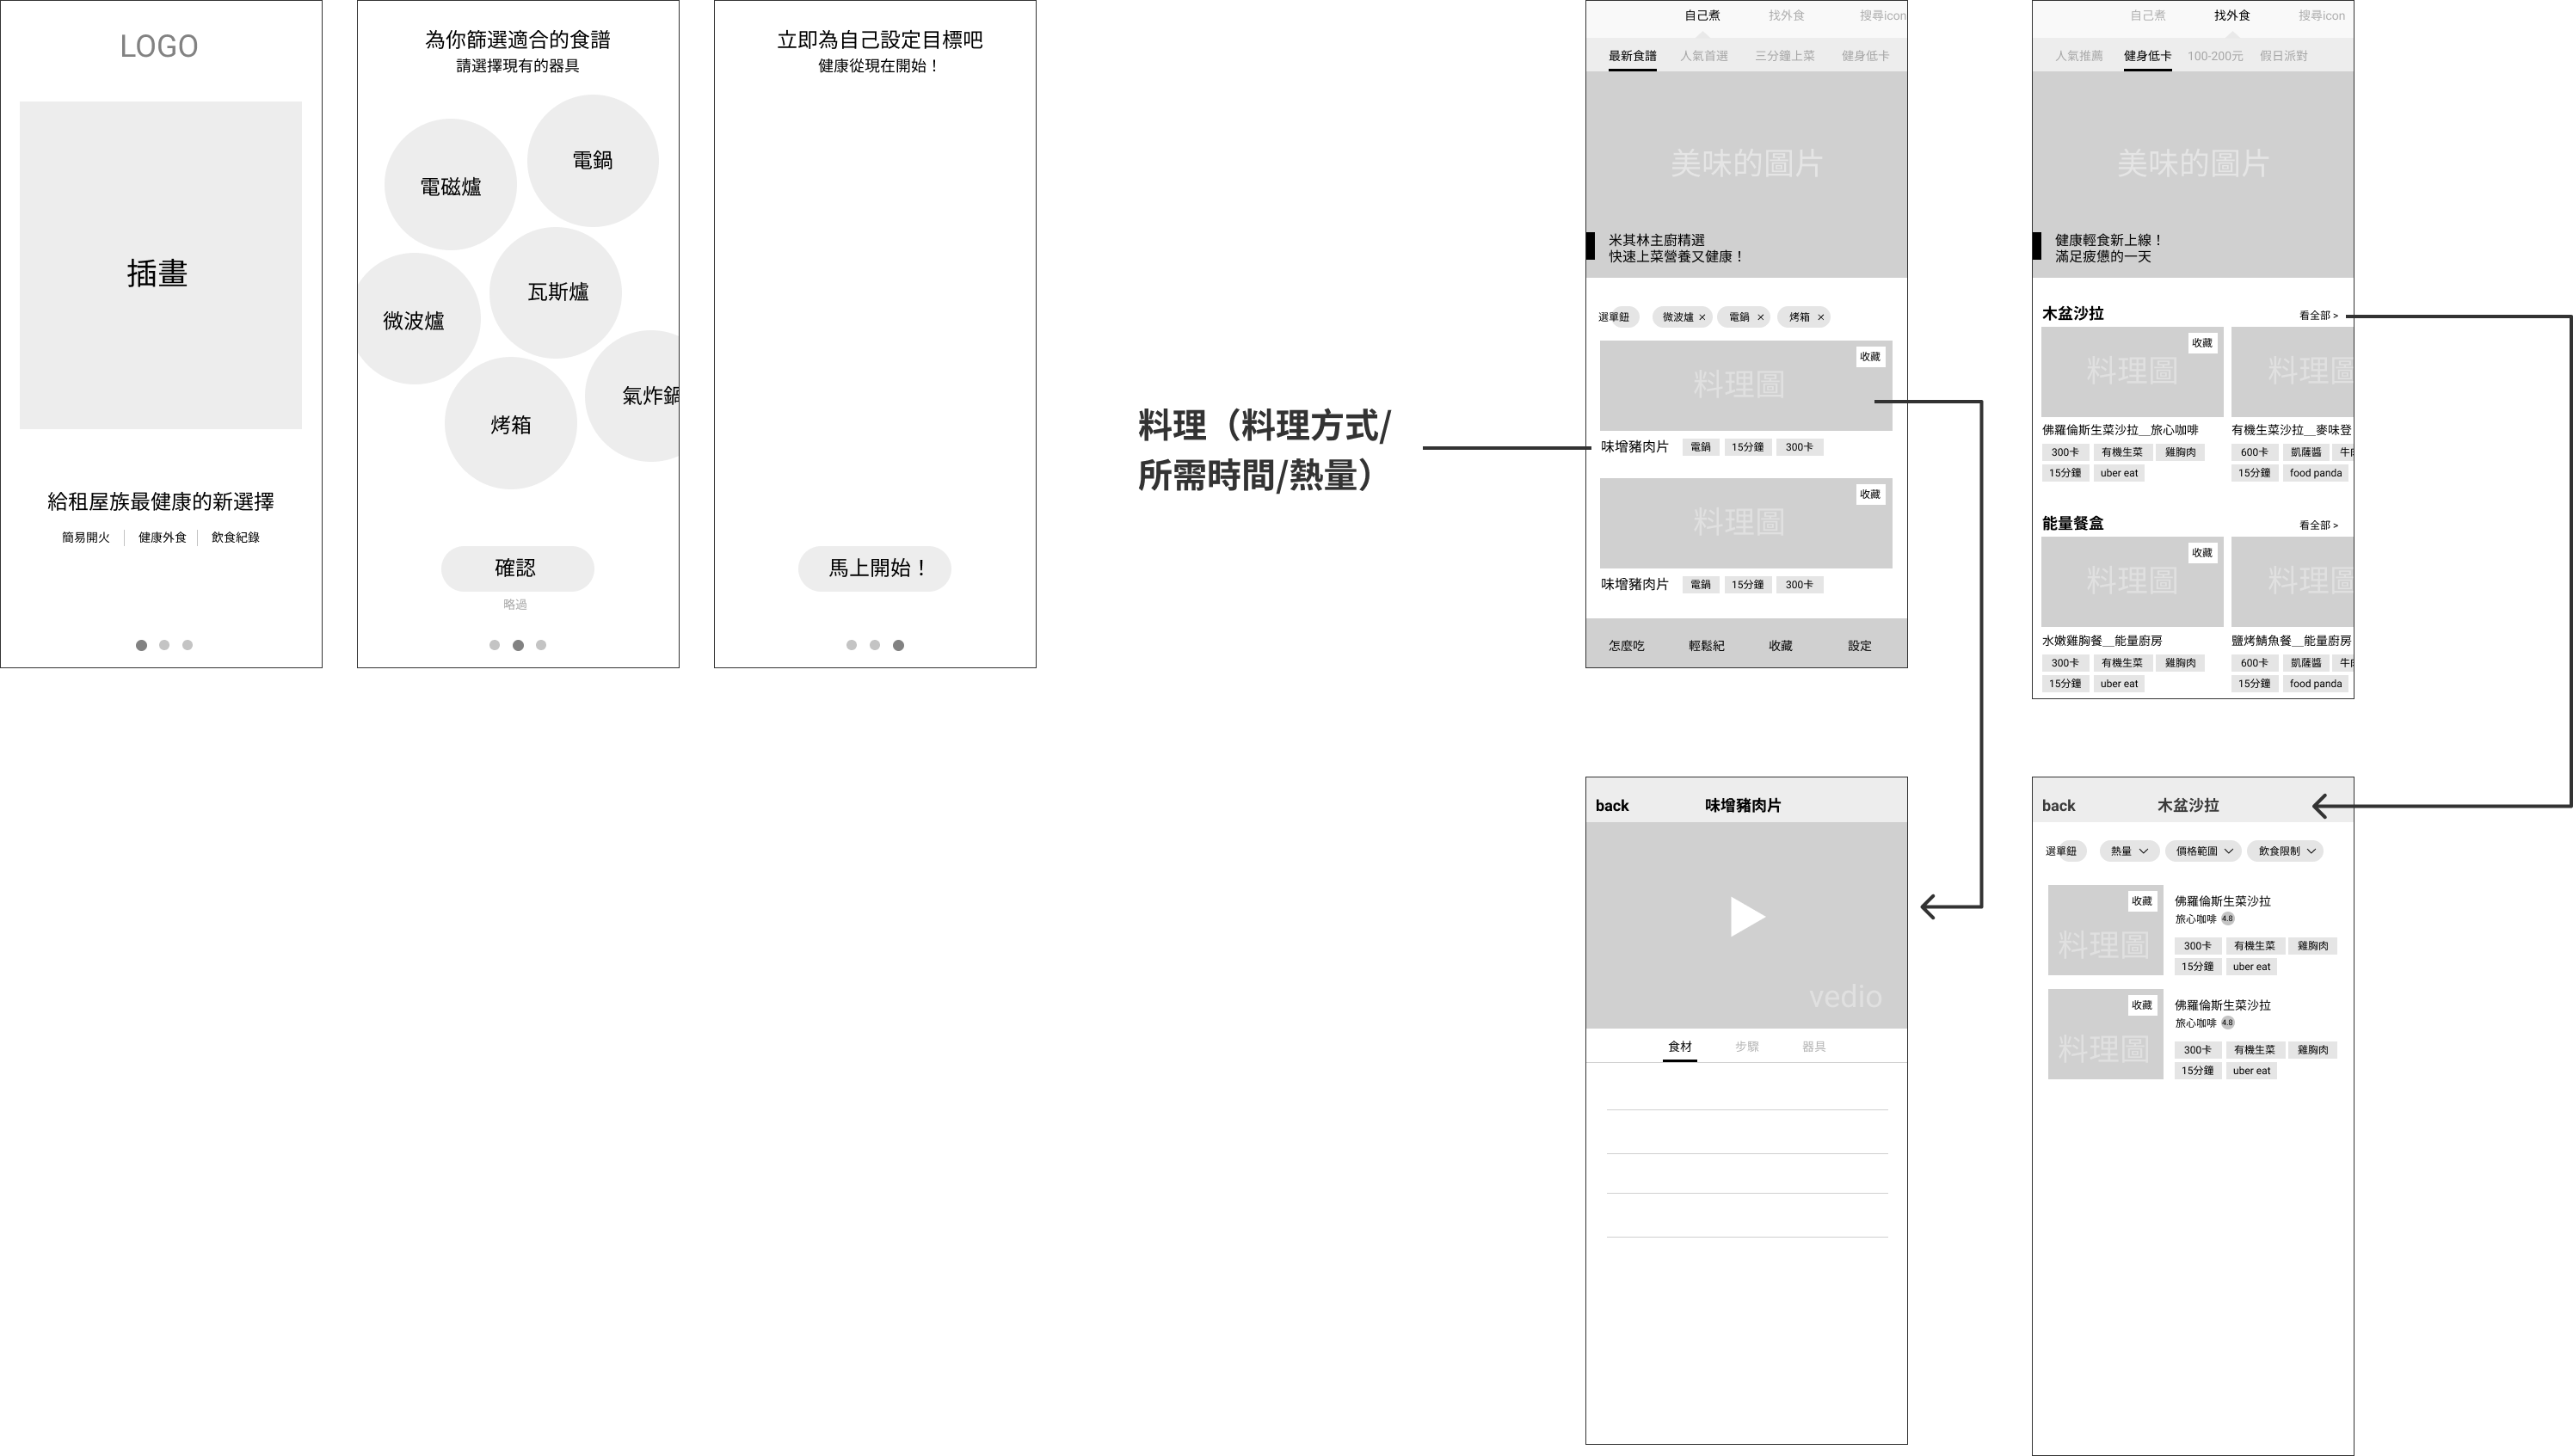 LOGO
插畫
給租屋族最健康的新選擇
簡易開火 健康外食 飲食紀錄
為你篩選適合的食譜
請選擇現有的器具
電鍋
電磁爐
瓦斯爐
微波爐
氣炸鍋
烤箱
確認
略過
立即為自己設定目標吧
健康從現在開始！
馬上開始！
料理（料理方式/
所需時間/熱量）
自己煮 找外食 搜尋icon
最新食譜 人氣首選 三分鐘上菜 健身低卡
美味的圖片
米其林主廚精選
快速上菜營養又健康！
選單鈕 微波爐 × 電鍋 × 烤箱 ×
收藏
料理圖
味增豬肉片 電鍋 15分鐘 300卡
收藏
料理圖
味增豬肉片 電鍋 15分鐘 300卡
怎麼吃 輕鬆紀 收藏 設定
自己煮 找外食 搜尋icon
人氣推薦 健身低卡 100-200元 假日派對
美味的圖片
健康輕食新上線！
滿足疲憊的一天
木盆沙拉 看全部 >
收藏
料理圖 料理圖
佛羅倫斯生菜沙拉__旅心咖啡 有機生菜沙拉__麥味登
300卡 有機生菜 雞胸肉 600卡 凱薩醬 牛肉
15分鐘 uber eat 15分鐘 food panda
能量餐盒 看全部 >
收藏
料理圖 料理圖
水嫩雞胸餐__能量廚房 鹽烤鯖魚餐__能量廚房
300卡 有機生菜 雞胸肉 600卡 凱薩醬 牛肉
15分鐘 uber eat 15分鐘 food panda
back 味增豬肉片
vedio
食材 步驟 器具
back 木盆沙拉
選單鈕 熱量 價格範圍 飲食限制
收藏
料理圖
佛羅倫斯生菜沙拉
旅心咖啡 4.8
300卡 有機生菜 雞胸肉
15分鐘 uber eat
收藏
料理圖
佛羅倫斯生菜沙拉
旅心咖啡 4.8
300卡 有機生菜 雞胸肉
15分鐘 uber eat